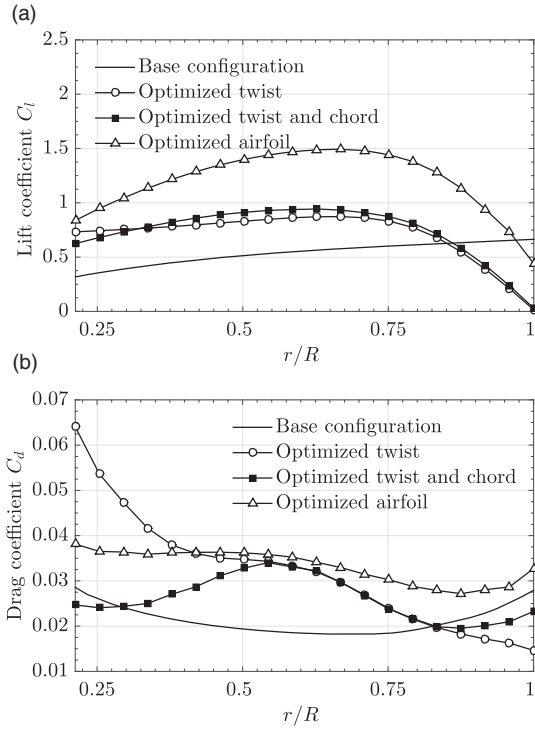 (a)
Lift coefficient C_l
2.5
2
1.5
1
0.5
0
Base configuration
Optimized twist
Optimized twist and chord
Optimized airfoil
0.25
0.5
0.75
1
r/R
(b)
Drag coefficient C_d
0.07
0.06
0.05
0.04
0.03
0.02
0.01
Base configuration
Optimized twist
Optimized twist and chord
Optimized airfoil
0.25
0.5
0.75
1
r/R